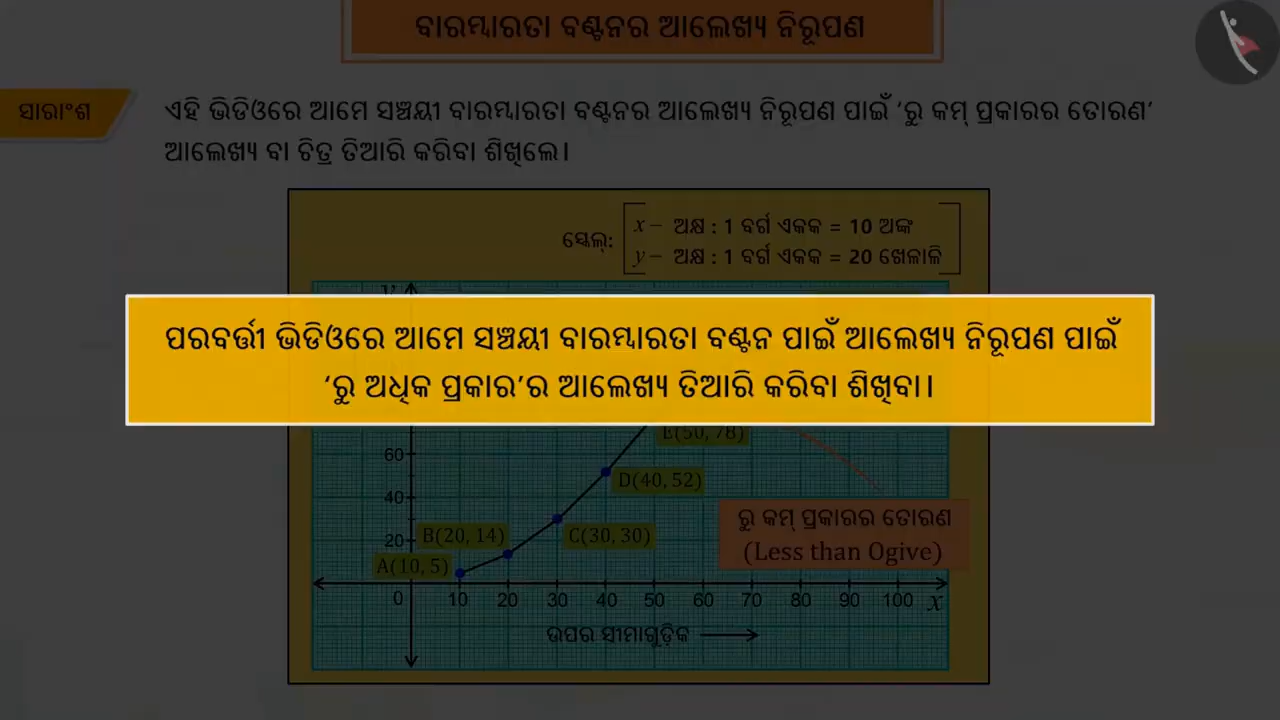 ବାରମ୍ବାରତା ବଣ୍ଟନର ଆଲେଖ୍ୟ ନିରୂପଣ
ସାରାଂଶ
ଏହି ଭିଡିଓରେ ଆମେ ସଞ୍ଚୟୀ ବାରମ୍ବାରତା ବଣ୍ଟନର ଆଲେଖ୍ୟ ନିରୂପଣ ପାଇଁ ‘ରୁ କମ୍ ପ୍ରକାରର ତୋରଣ’
ଆଲେଖ୍ୟ ବା ଚିତ୍ର ତିଆରି କରିବା ଶିଖିଲେ।
ସ୍କେଲ୍:
x – ଅକ୍ଷ : 1 ବର୍ଗ ଏକକ = 10 ଅଙ୍କ
y – ଅକ୍ଷ : 1 ବର୍ଗ ଏକକ = 20 ଖେଳାଳି
ପରବର୍ତ୍ତୀ ଭିଡିଓରେ ଆମେ ସଞ୍ଚୟୀ ବାରମ୍ବାରତା ବଣ୍ଟନ ପାଇଁ ଆଲେଖ୍ୟ ନିରୂପଣ ପାଇଁ
‘ରୁ ଅଧିକ ପ୍ରକାର’ର ଆଲେଖ୍ୟ ତିଆରି କରିବା ଶିଖିବା।
E(50, 78)
60
D(40, 52)
40
ରୁ କମ୍ ପ୍ରକାରର ତୋରଣ
(Less than Ogive)
B(20, 14)
C(30, 30)
20
A(10, 5)
0 10 20 30 40 50 60 70 80 90 100 x
ଉପର ସୀମାଗୁଡ଼ିକ